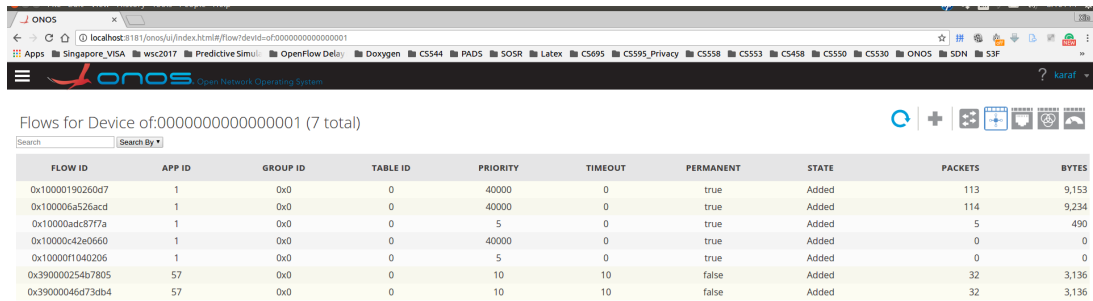 ONOS
Xin
localhost:8181/onos/ui/index.html#/flow?devId=of:0000000000000001
NEW
Apps Singapore_VISA wsc2017 Predictive Simul OpenFlow Delay Doxygen CS544 PADS SOSR Latex CS695 CS595_Privacy CS558 CS553 CS458 CS550 CS530 ONOS SDN S3F »
onos Open Network Operating System ? karaf
Flows for Device of:0000000000000001 (7 total)
Search Search By
FLOW ID APP ID GROUP ID TABLE ID PRIORITY TIMEOUT PERMANENT STATE PACKETS BYTES
0x10000190260d7 1 0x0 0 40000 0 true Added 113 9,153
0x100006a526acd 1 0x0 0 40000 0 true Added 114 9,234
0x10000adc87f7a 1 0x0 0 5 0 true Added 5 490
0x10000c42e0660 1 0x0 0 40000 0 true Added 0 0
0x10000f1040206 1 0x0 0 5 0 true Added 0 0
0x390000254b7805 57 0x0 0 10 10 false Added 32 3,136
0x39000046d73db4 57 0x0 0 10 10 false Added 32 3,136